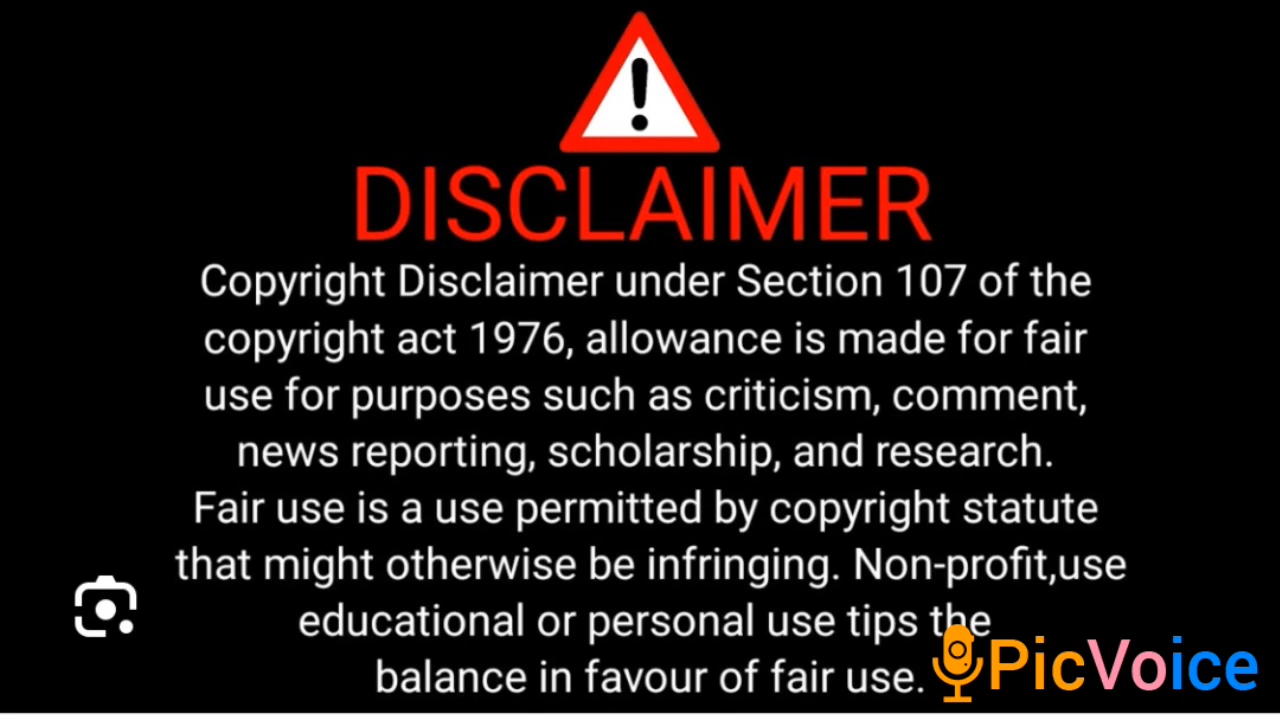 DISCLAIMER
Copyright Disclaimer under Section 107 of the
copyright act 1976, allowance is made for fair
use for purposes such as criticism, comment,
news reporting, scholarship, and research.
Fair use is a use permitted by copyright statute
that might otherwise be infringing. Non-profit,use
educational or personal use tips the
balance in favour of fair use.
PicVoice